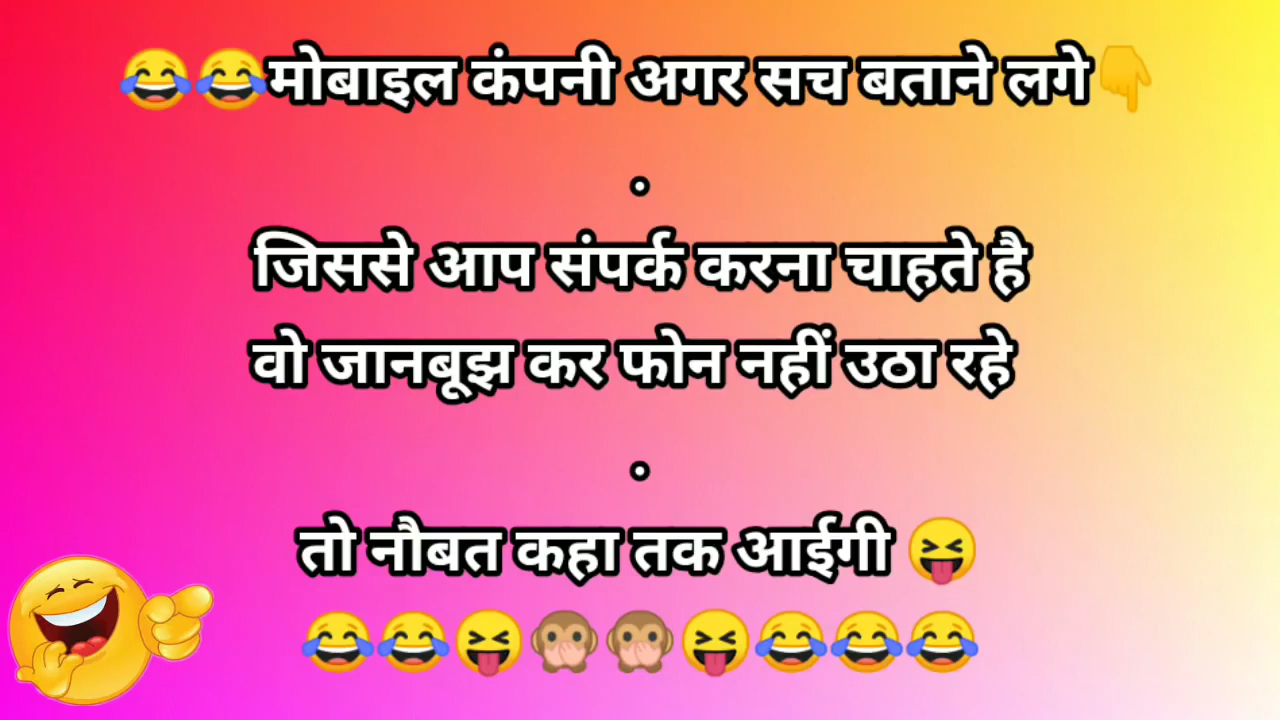 😂😂मोबाइल कंपनी अगर सच बताने लगे👇
.
जिससे आप संपर्क करना चाहते है
वो जानबूझ कर फोन नहीं उठा रहे
.
तो नौबत कहा तक आईगी 😝
😂😂😝🙊🙊😝😂😂😂